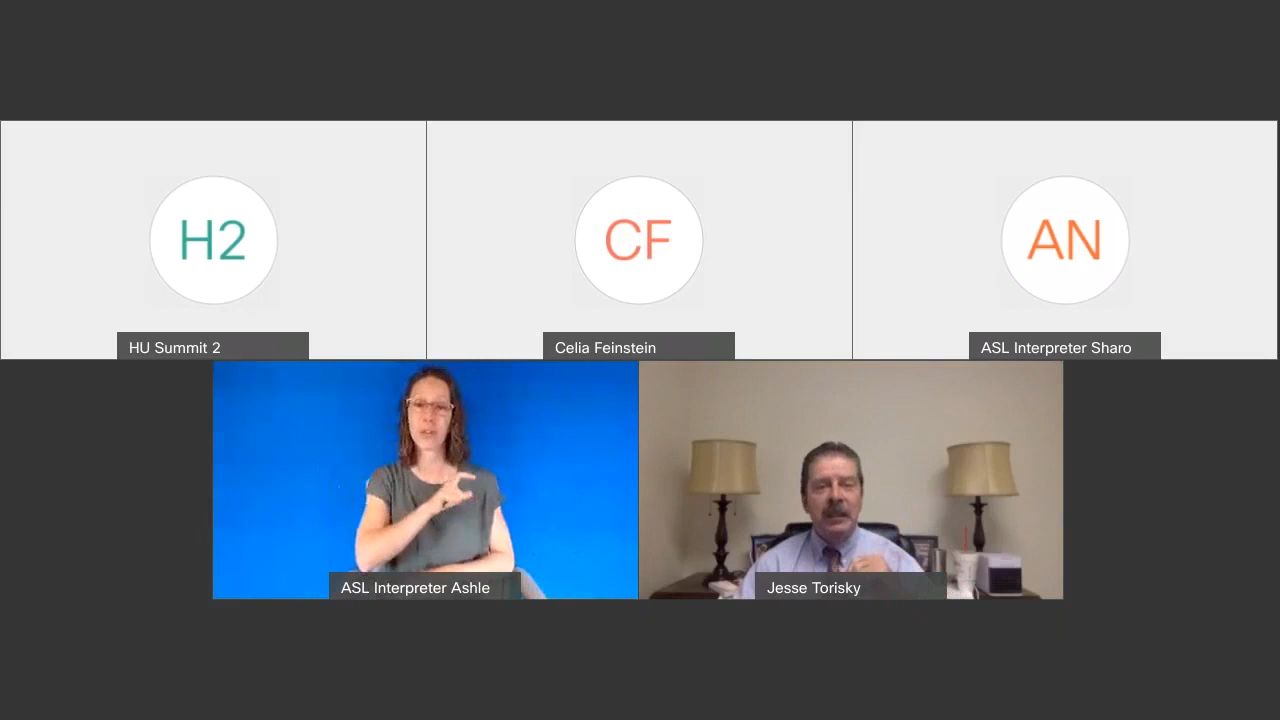 H2
CF
AN
HU Summit 2
Celia Feinstein
ASL Interpreter Sharo
ASL Interpreter Ashle
Jesse Torisky